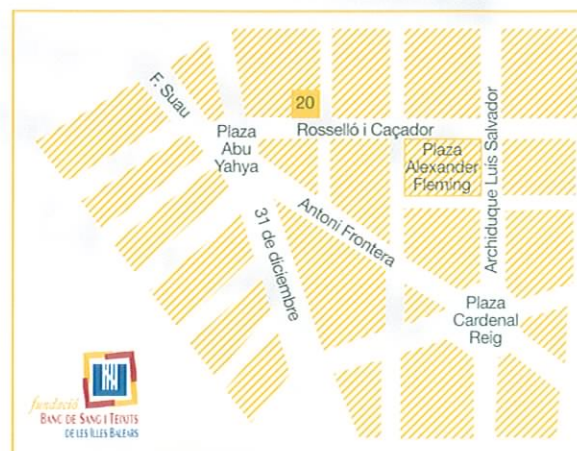 F. Suau
20
Rosselló i Caçador
Plaza
Abu
Yahya
Plaza
Alexander
Fleming
Archiduque Luis Salvador
Antoni Frontera
31 de diciembre
Plaza
Cardenal
Reig
fundació
BANC DE SANG I TEIXITS
DE LES ILLES BALEARS